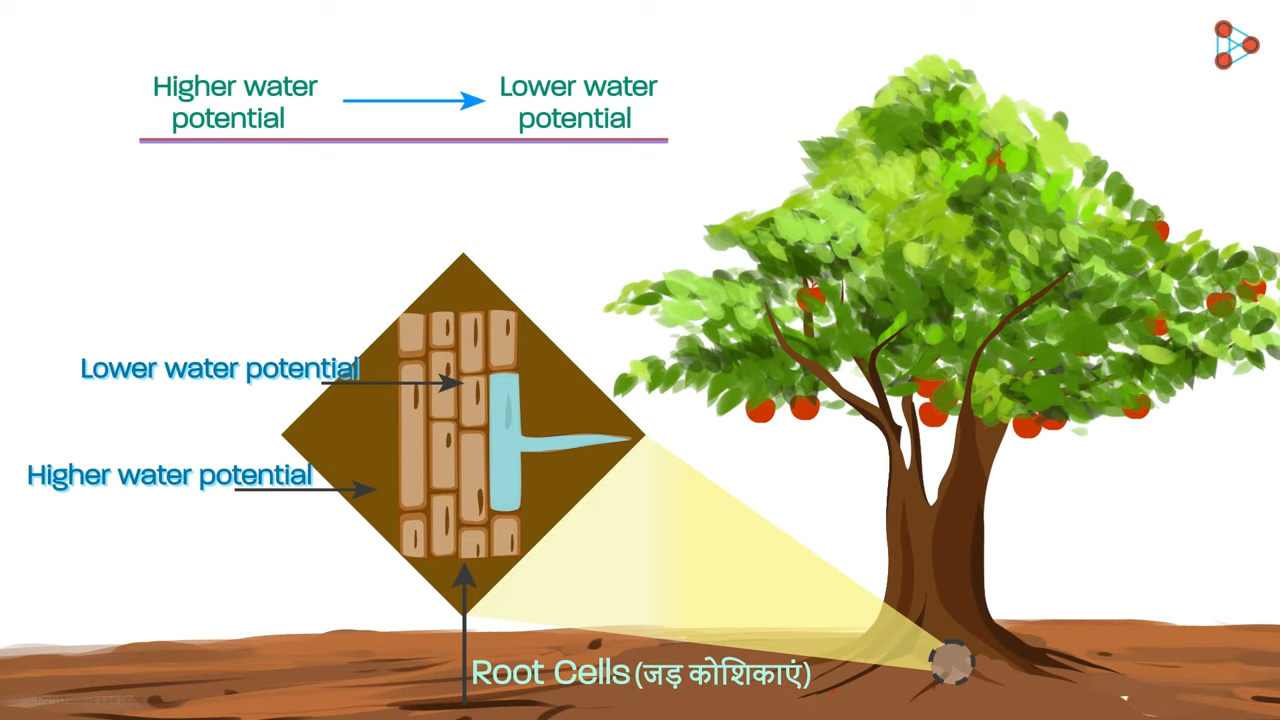 Higher water
potential
Lower water
potential
Lower water potential
Higher water potential
Root Cells (जड़ कोशिकाएं)